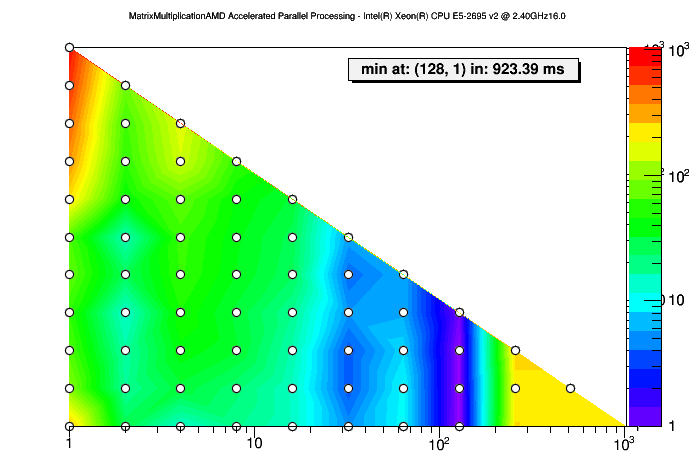 MatrixMultiplicationAMD Accelerated Parallel Processing - Intel(R) Xeon(R) CPU E5-2695 v2 @ 2.40GHz16.0
min at: (128, 1) in: 923.39 ms
10³ 10³
10²
10
1
1 10 10² 10³